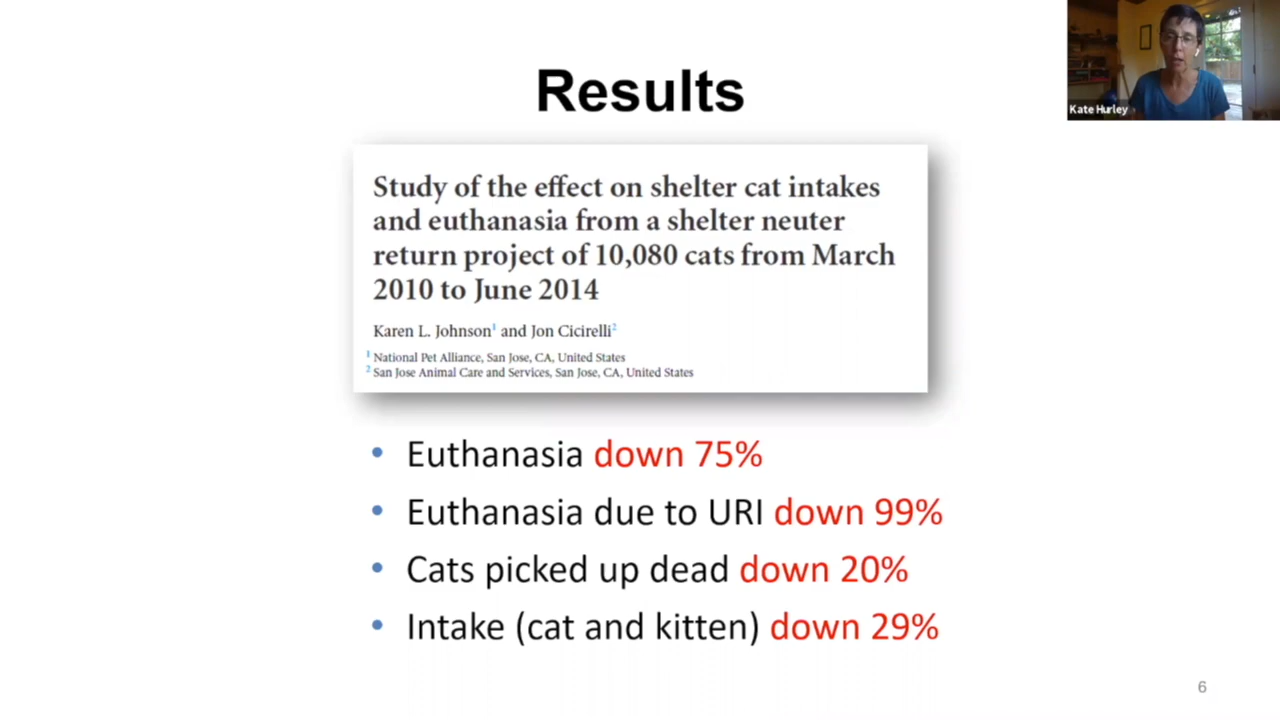 Results
Kate Hurley
Study of the effect on shelter cat intakes
and euthanasia from a shelter neuter
return project of 10,080 cats from March
2010 to June 2014
Karen L. Johnson¹ and Jon Cicirelli²
¹ National Pet Alliance, San Jose, CA, United States
² San Jose Animal Care and Services, San Jose, CA, United States
• Euthanasia down 75%
• Euthanasia due to URI down 99%
• Cats picked up dead down 20%
• Intake (cat and kitten) down 29%
6